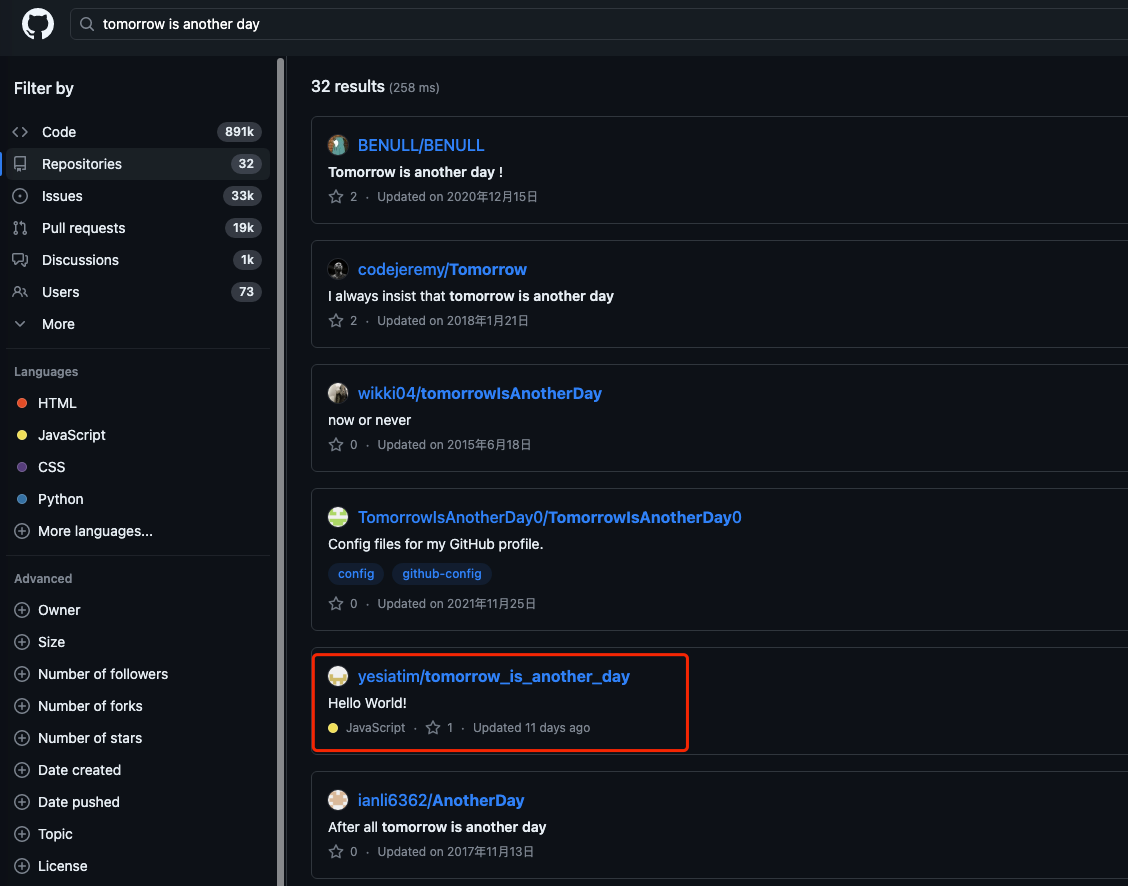 tomorrow is another day
Filter by
Code 891k
Repositories 32
Issues 33k
Pull requests 19k
Discussions 1k
Users 73
More
Languages
HTML
JavaScript
CSS
Python
More languages...
Advanced
Owner
Size
Number of followers
Number of forks
Number of stars
Date created
Date pushed
Topic
License
32 results (258 ms)
BENULL/BENULL
Tomorrow is another day !
2 · Updated on 2020年12月15日
codejeremy/Tomorrow
I always insist that tomorrow is another day
2 · Updated on 2018年1月21日
wikki04/tomorrowIsAnotherDay
now or never
0 · Updated on 2015年6月18日
TomorrowIsAnotherDay0/TomorrowIsAnotherDay0
Config files for my GitHub profile.
config github-config
0 · Updated on 2021年11月25日
yesiatim/tomorrow_is_another_day
Hello World!
JavaScript · 1 · Updated 11 days ago
ianli6362/AnotherDay
After all tomorrow is another day
0 · Updated on 2017年11月13日